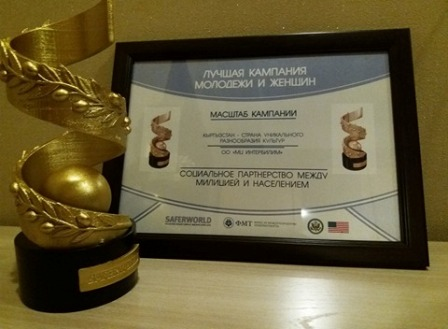 ЛУЧШАЯ КАМПАНИЯ
МОЛОДЕЖИ И ЖЕНЩИН
МАСШТАБ КАМПАНИИ
КЫРГЫЗСТАН - СТРАНА УНИКАЛЬНОГО
РАЗНООБРАЗИЯ КУЛЬТУР
ОО «МЦ ИНТЕРБИЛИМ»
СОЦИАЛЬНОЕ ПАРТНЕРСТВО МЕЖДУ
МИЛИЦИЕЙ И НАСЕЛЕНИЕМ
SAFERWORLD
ФМТ